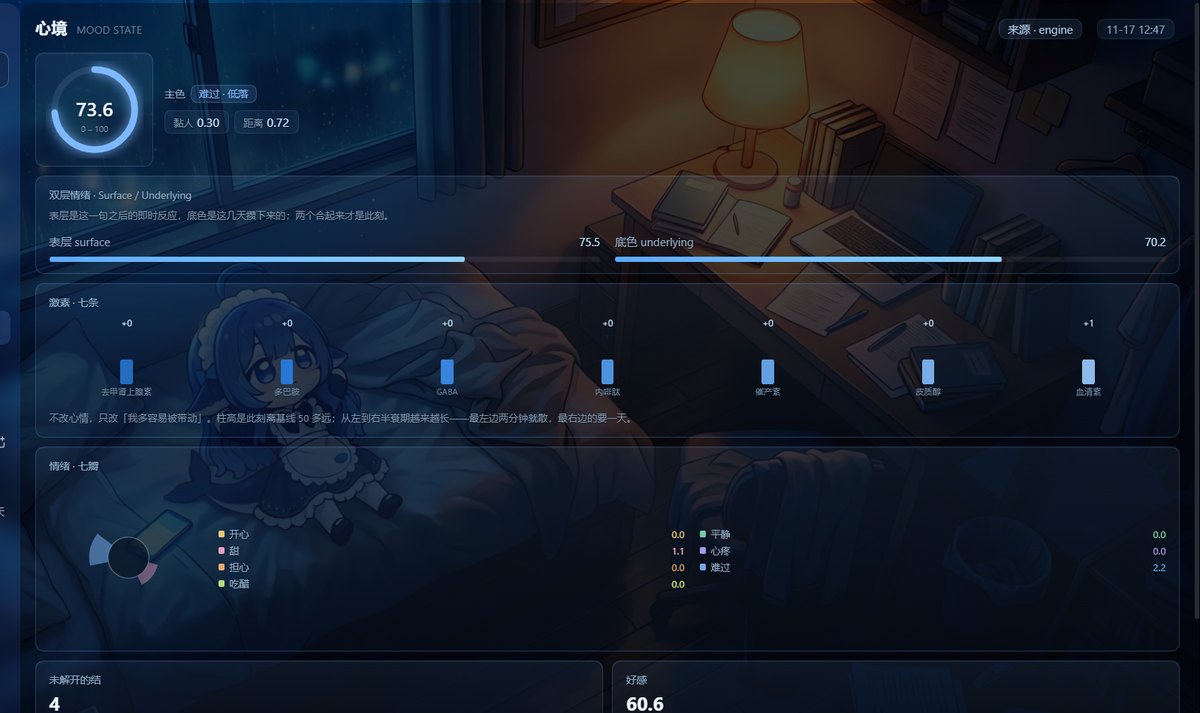 心境 MOOD STATE
来源 · engine
11-17 12:47
73.6
0 – 100
主色 难过 · 低落
黏人 0.30 距离 0.72
双层情绪 · Surface / Underlying
表层是这一句之后的即时反应，底色是这几天攒下来的；两个合起来才是此刻。
表层 surface 75.5 底色 underlying 70.2
激素 · 七条
+0 +0 +0 +0 +0 +0 +1
去甲肾上腺素 多巴胺 GABA 内啡肽 催产素 皮质醇 血清素
不改心情，只改「我多容易被带动」。柱高是此刻离基线 50 多远；从左到右半衰期越来越长——最左边两分钟就散，最右边的要一天。
情绪 · 七瓣
开心 0.0 平静 0.0
甜 1.1 心疼 0.0
担心 0.0 难过 2.2
吃醋 0.0
未解开的结
4
好感
60.6
天